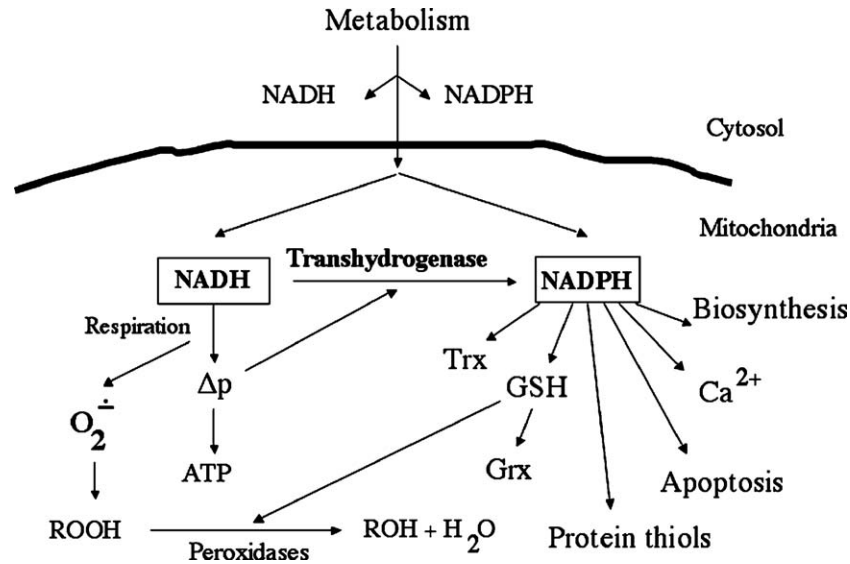 Metabolism
NADH
NADPH
Cytosol
Mitochondria
Transhydrogenase
NADH
NADPH
Biosynthesis
Respiration
Trx
Δp
GSH
Ca2+
O2∸
ATP
Grx
Apoptosis
ROOH
Peroxidases
ROH + H2O
Protein thiols